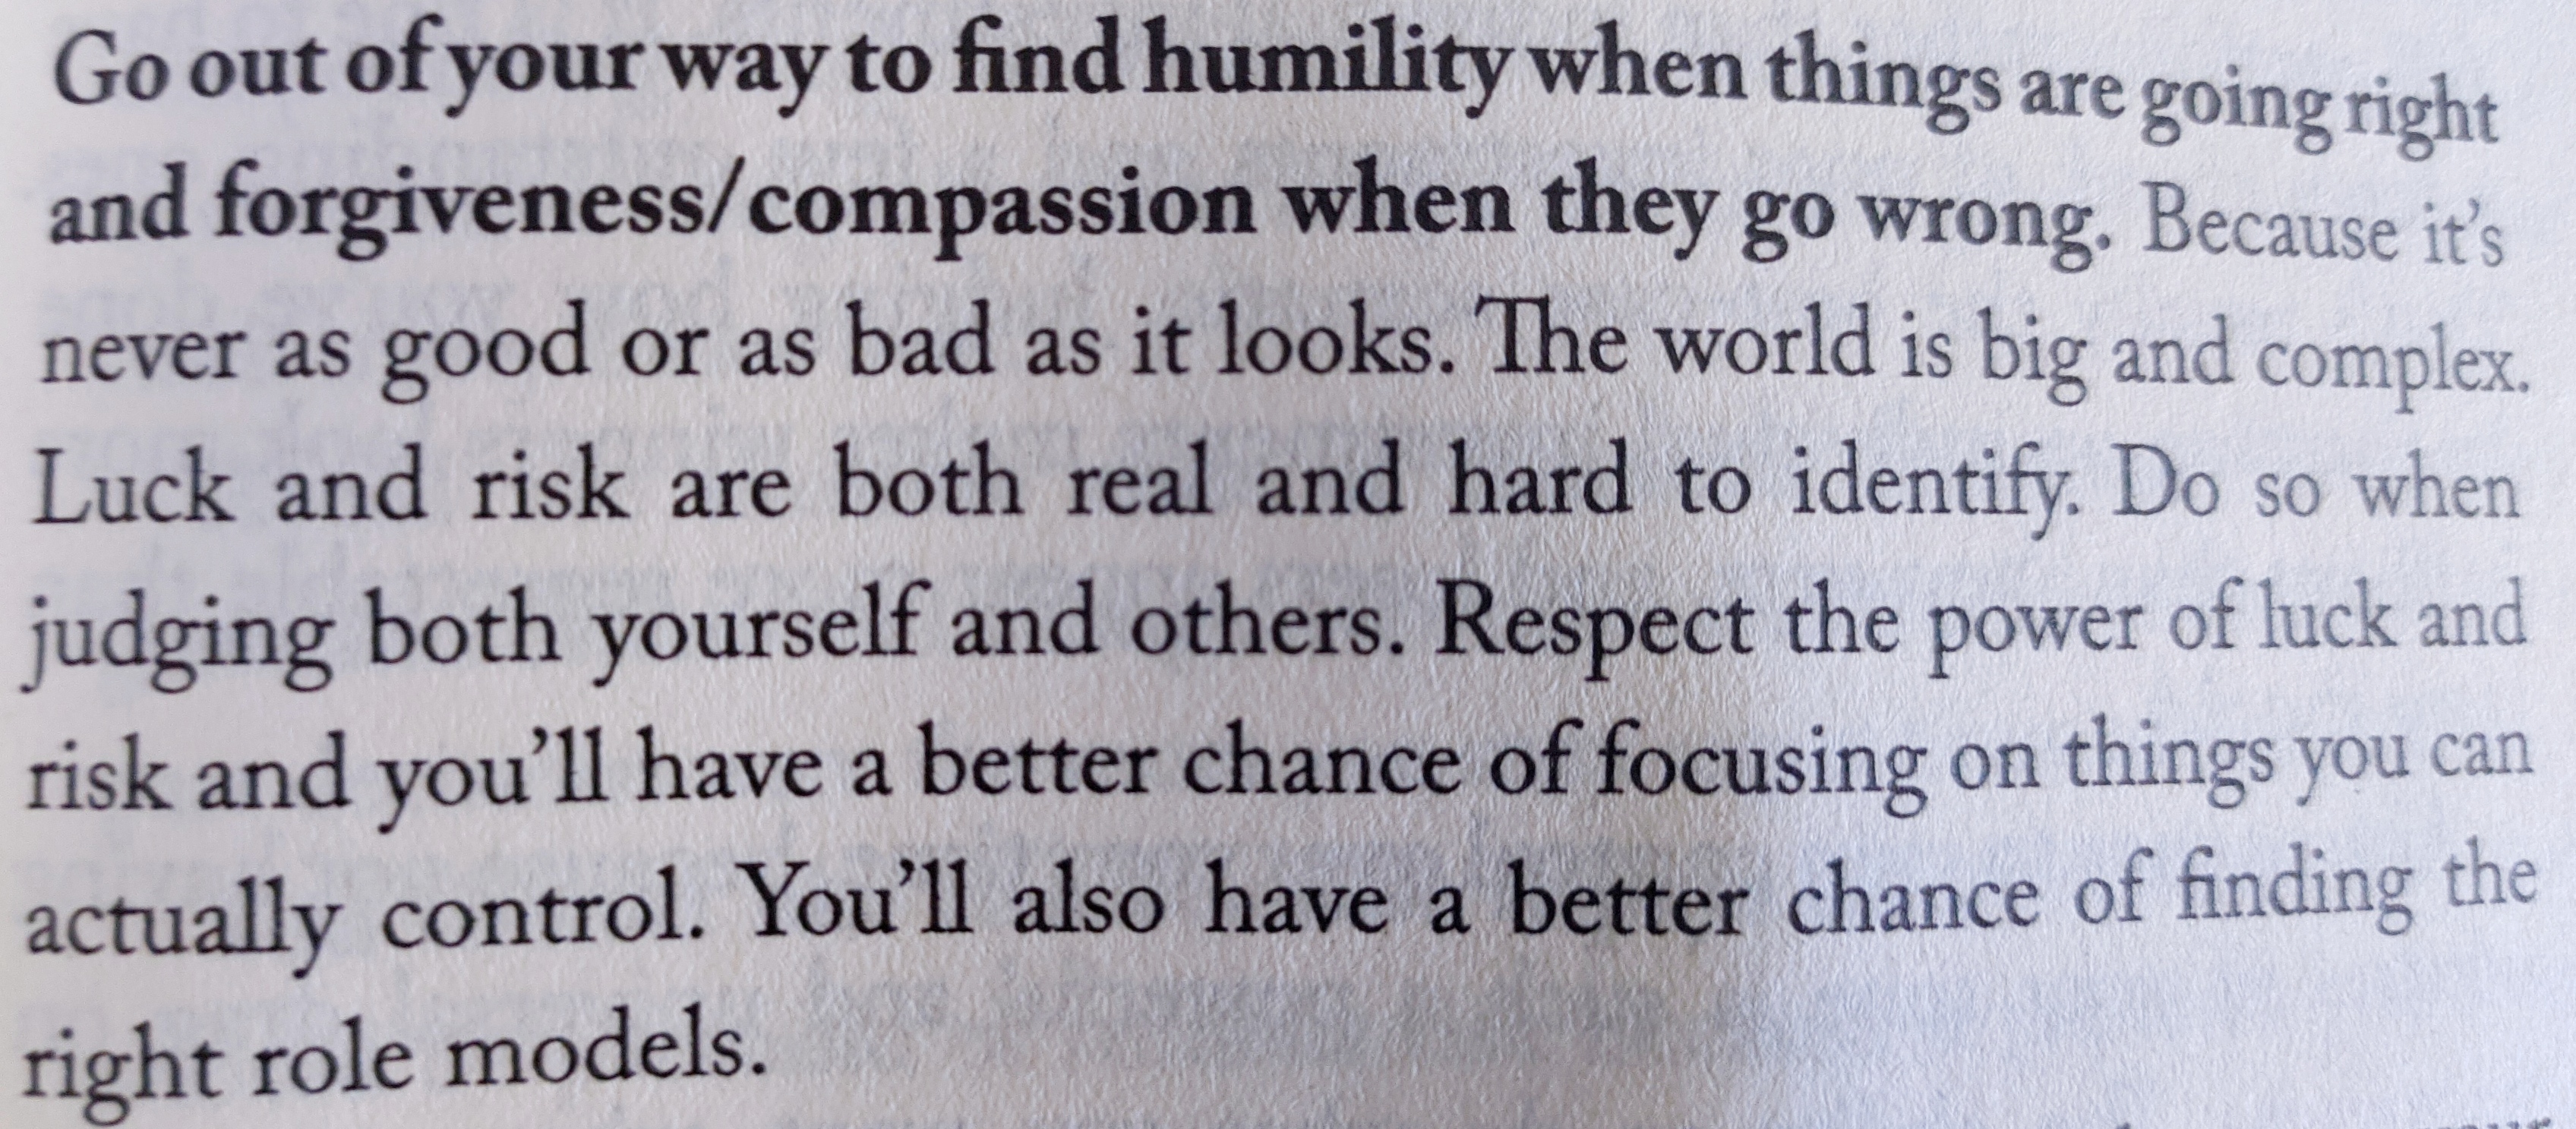 Go out of your way to find humility when things are going right
and forgiveness/compassion when they go wrong. Because it's
never as good or as bad as it looks. The world is big and complex.
Luck and risk are both real and hard to identify. Do so when
judging both yourself and others. Respect the power of luck and
risk and you'll have a better chance of focusing on things you can
actually control. You'll also have a better chance of finding the
right role models.